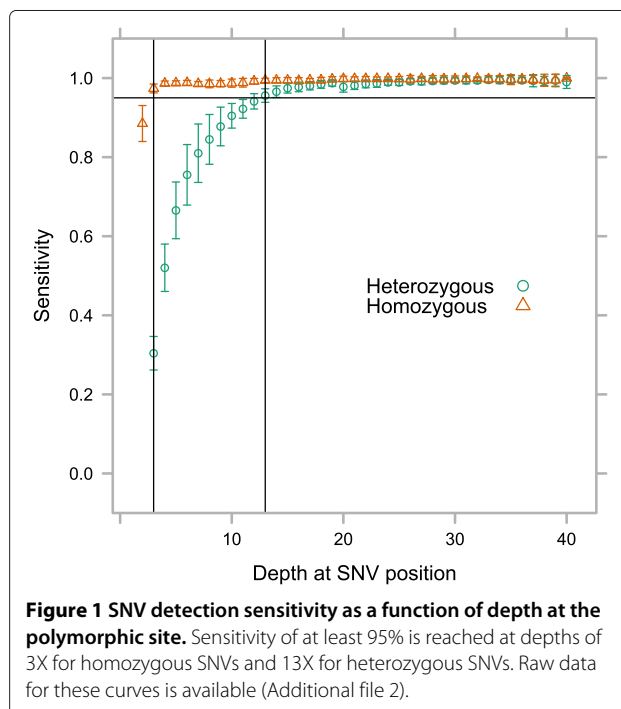 1.0
0.8
0.6
0.4
0.2
0.0
Sensitivity
Heterozygous
Homozygous
10 20 30 40
Depth at SNV position
Figure 1 SNV detection sensitivity as a function of depth at the
polymorphic site. Sensitivity of at least 95% is reached at depths of
3X for homozygous SNVs and 13X for heterozygous SNVs. Raw data
for these curves is available (Additional file 2).